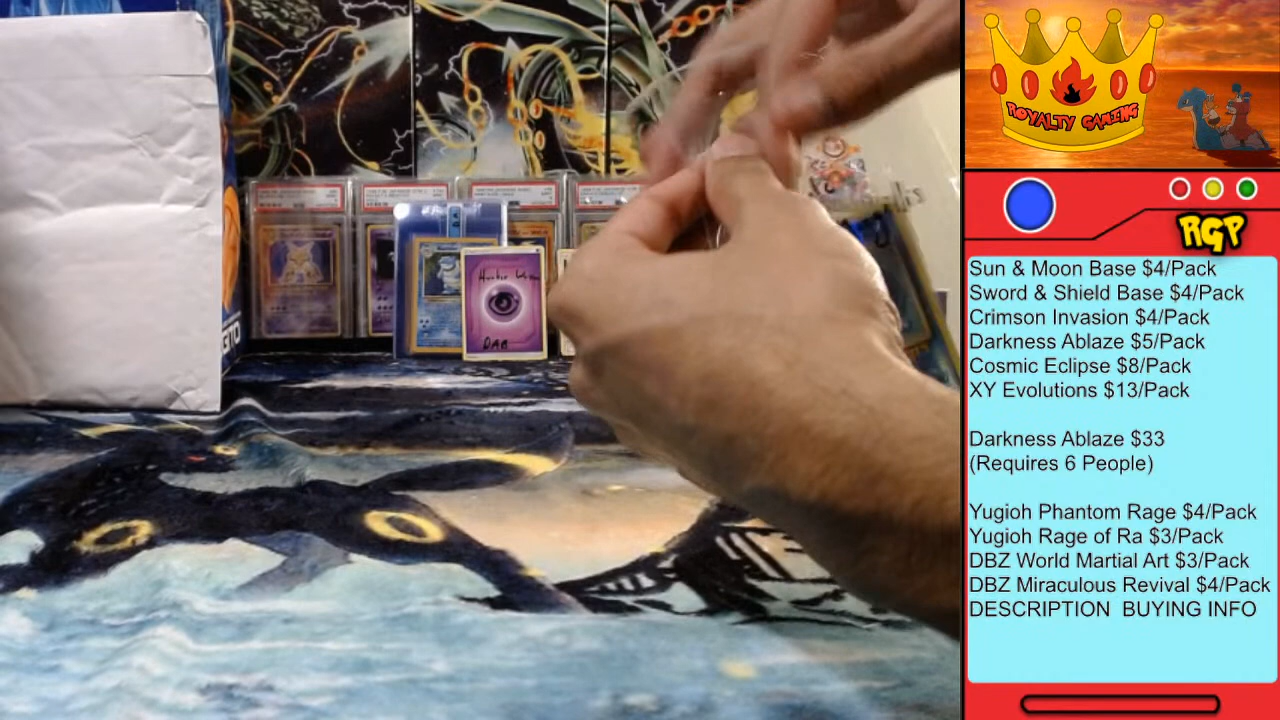 ROYALTY GAMING
RGP
Sun & Moon Base $4/Pack
Sword & Shield Base $4/Pack
Crimson Invasion $4/Pack
Darkness Ablaze $5/Pack
Cosmic Eclipse $8/Pack
XY Evolutions $13/Pack
Darkness Ablaze $33
(Requires 6 People)
Yugioh Phantom Rage $4/Pack
Yugioh Rage of Ra $3/Pack
DBZ World Martial Art $3/Pack
DBZ Miraculous Revival $4/Pack
DESCRIPTION BUYING INFO
DAB